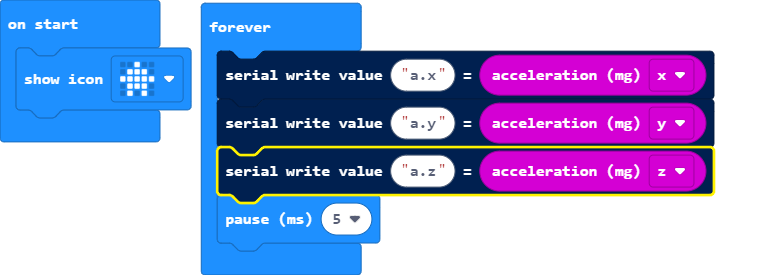 on start
show icon
forever
serial write value "a.x" = acceleration (mg) x
serial write value "a.y" = acceleration (mg) y
serial write value "a.z" = acceleration (mg) z
pause (ms) 5